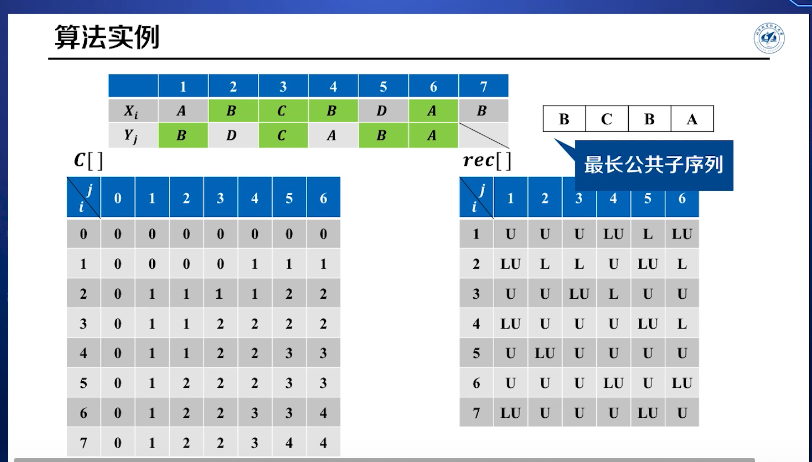 算法实例
1 2 3 4 5 6 7
Xi A B C B D A B
Yj B D C A B A
B C B A
最长公共子序列
C[]
rec[]
j
i
0 1 2 3 4 5 6
0 0 0 0 0 0 0 0
1 0 0 0 0 1 1 1
2 0 1 1 1 1 2 2
3 0 1 1 2 2 2 2
4 0 1 1 2 2 3 3
5 0 1 2 2 2 3 3
6 0 1 2 2 3 3 4
7 0 1 2 2 3 4 4
j
i
1 2 3 4 5 6
1 U U U LU L LU
2 LU L L U LU L
3 U U LU L U U
4 LU U U U LU L
5 U LU U U U U
6 U U U LU U LU
7 LU U U U LU U